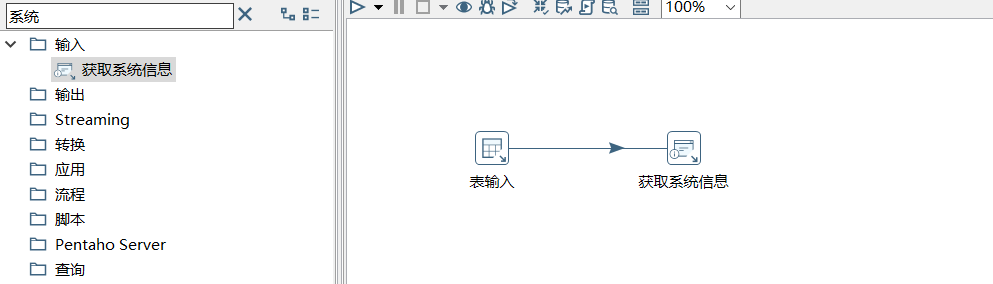 系统
输入
获取系统信息
输出
Streaming
转换
应用
流程
脚本
Pentaho Server
查询
100%
表输入
获取系统信息